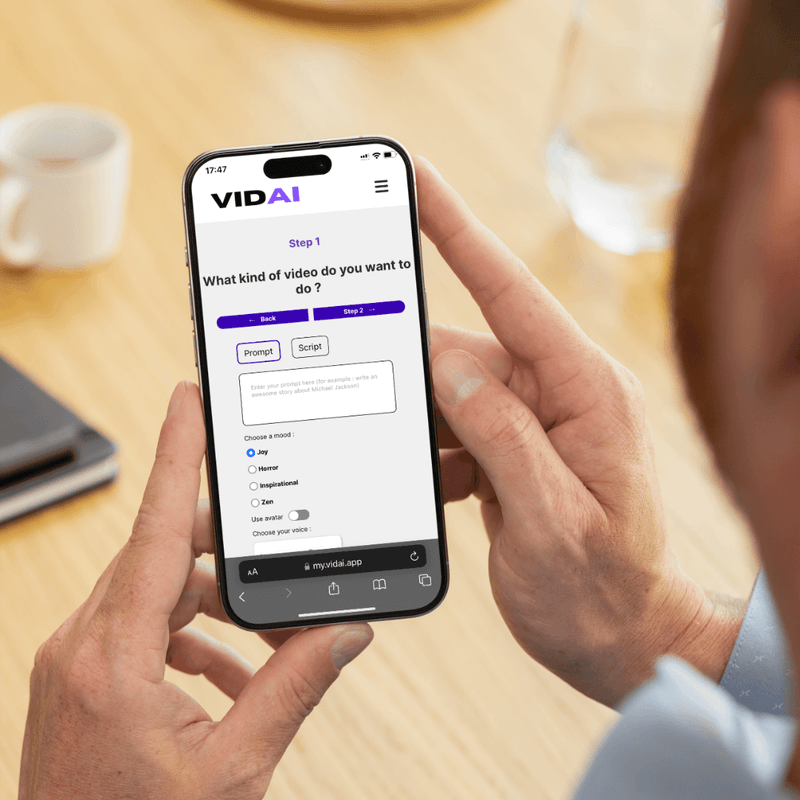 17:47
VIDAI
Step 1
What kind of video do you want to
do ?
← Back
Step 2 →
Prompt
Script
Enter your prompt here (for example : write an
awesome story about Michael Jackson)
Choose a mood :
Joy
Horror
Inspirational
Zen
Use avatar
Choose your voice :
AA
my.vidai.app